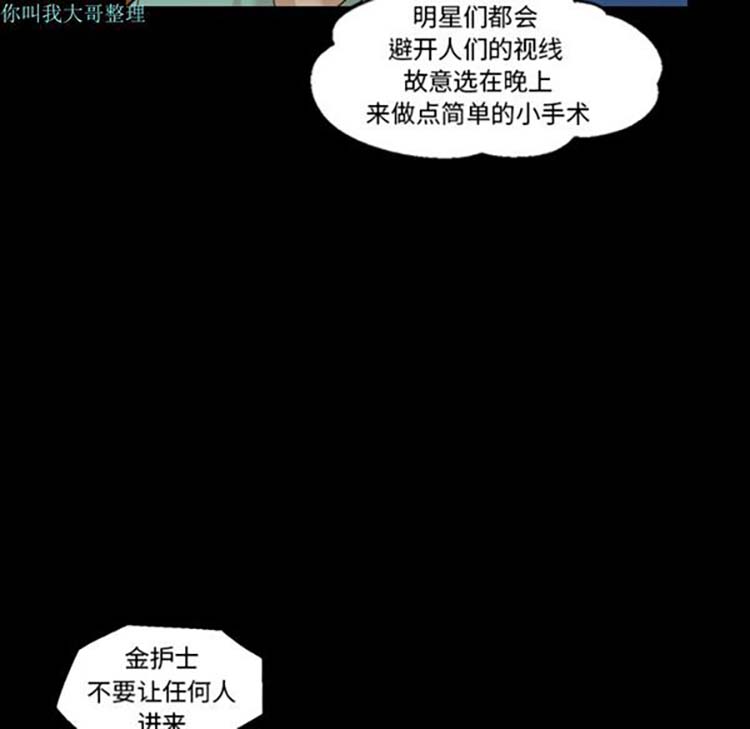 你叫我大哥整理
明星们都会
避开人们的视线
故意选在晚上
来做点简单的小手术
金护士
不要让任何人
进来